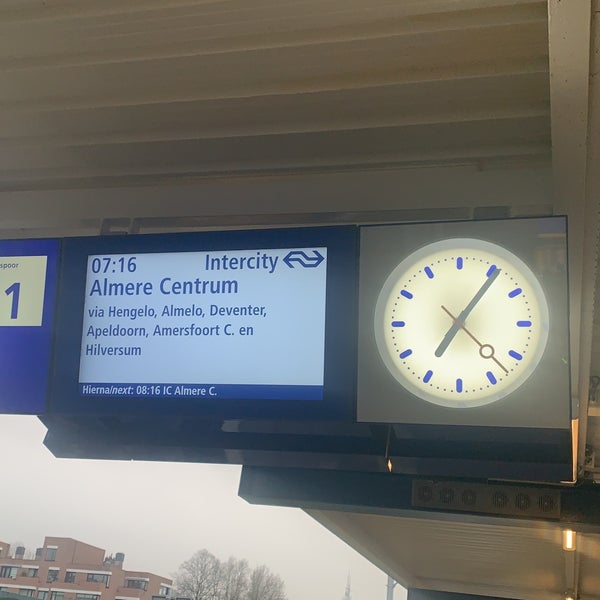 spoor
1
07:16 Intercity
Almere Centrum
via Hengelo, Almelo, Deventer,
Apeldoorn, Amersfoort C. en
Hilversum
Hierna/next: 08:16 IC Almere C.